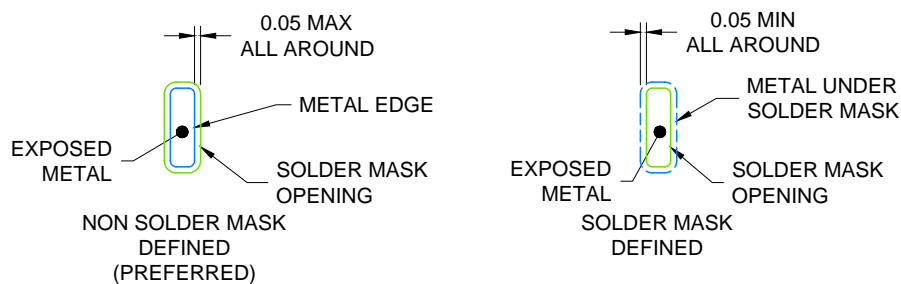 0.05 MAX
ALL AROUND
METAL EDGE
EXPOSED
METAL
SOLDER MASK
OPENING
NON SOLDER MASK
DEFINED
(PREFERRED)
0.05 MIN
ALL AROUND
METAL UNDER
SOLDER MASK
EXPOSED
METAL
SOLDER MASK
OPENING
SOLDER MASK
DEFINED